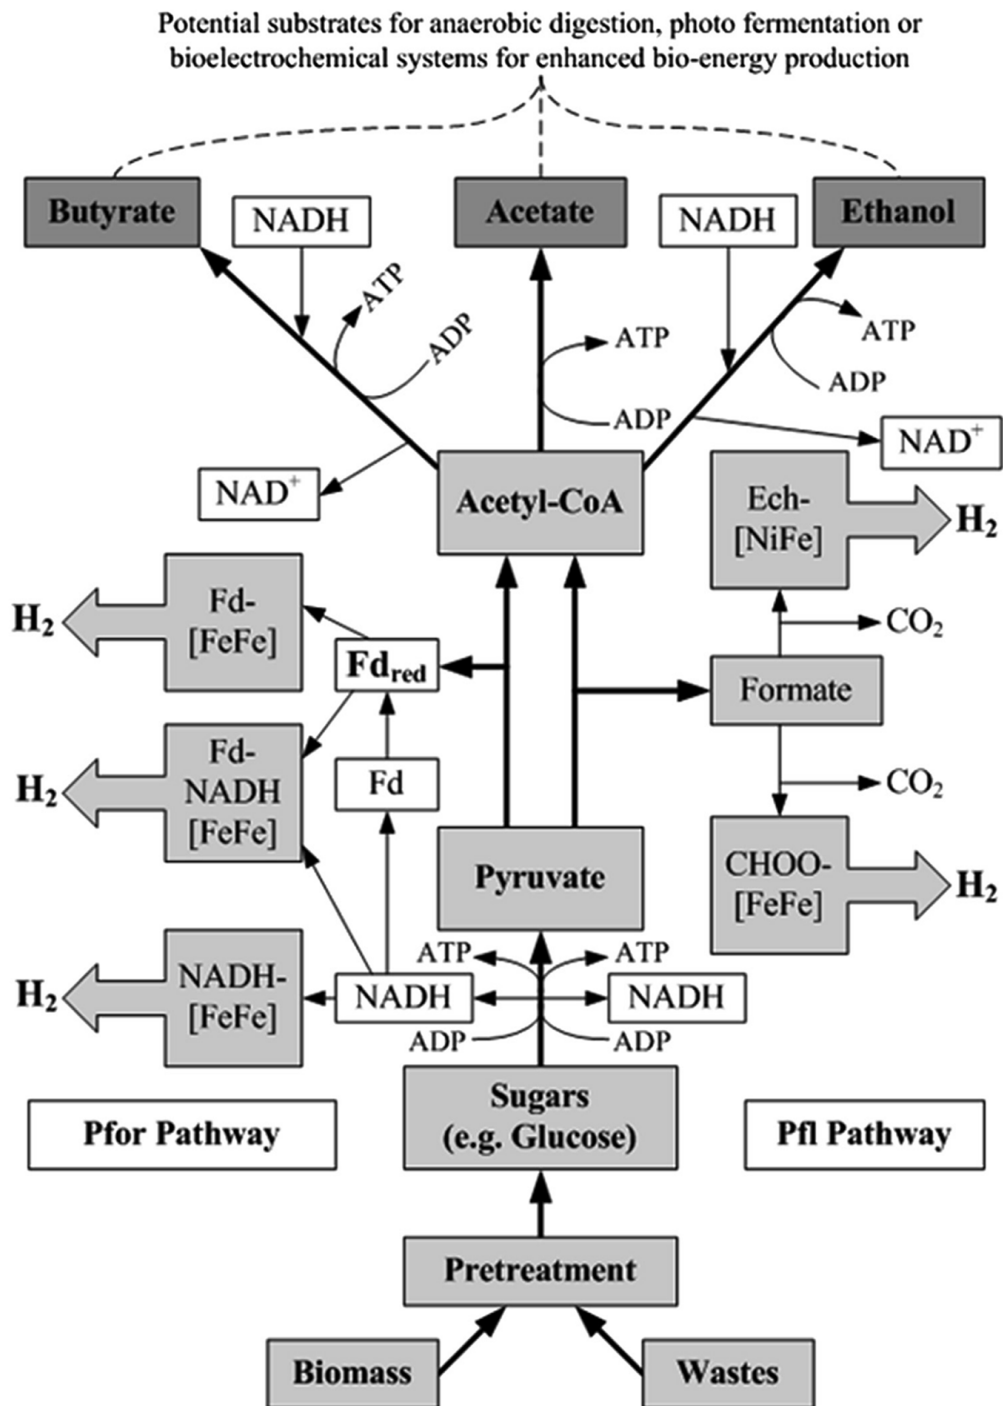 Potential substrates for anaerobic digestion, photo fermentation or
bioelectrochemical systems for enhanced bio-energy production
Butyrate
NADH
Acetate
NADH
Ethanol
ATP
ADP
ATP
ADP
ATP
ADP
NAD⁺
NAD⁺
Acetyl-CoA
Ech-
[NiFe]
H₂
H₂
Fd-
[FeFe]
Fd_red
CO₂
Formate
H₂
Fd-
NADH
[FeFe]
Fd
CO₂
Pyruvate
CHOO-
[FeFe]
H₂
ATP
ATP
H₂
NADH-
[FeFe]
NADH
NADH
ADP
ADP
Sugars
(e.g. Glucose)
Pfor Pathway
Pfl Pathway
Pretreatment
Biomass
Wastes